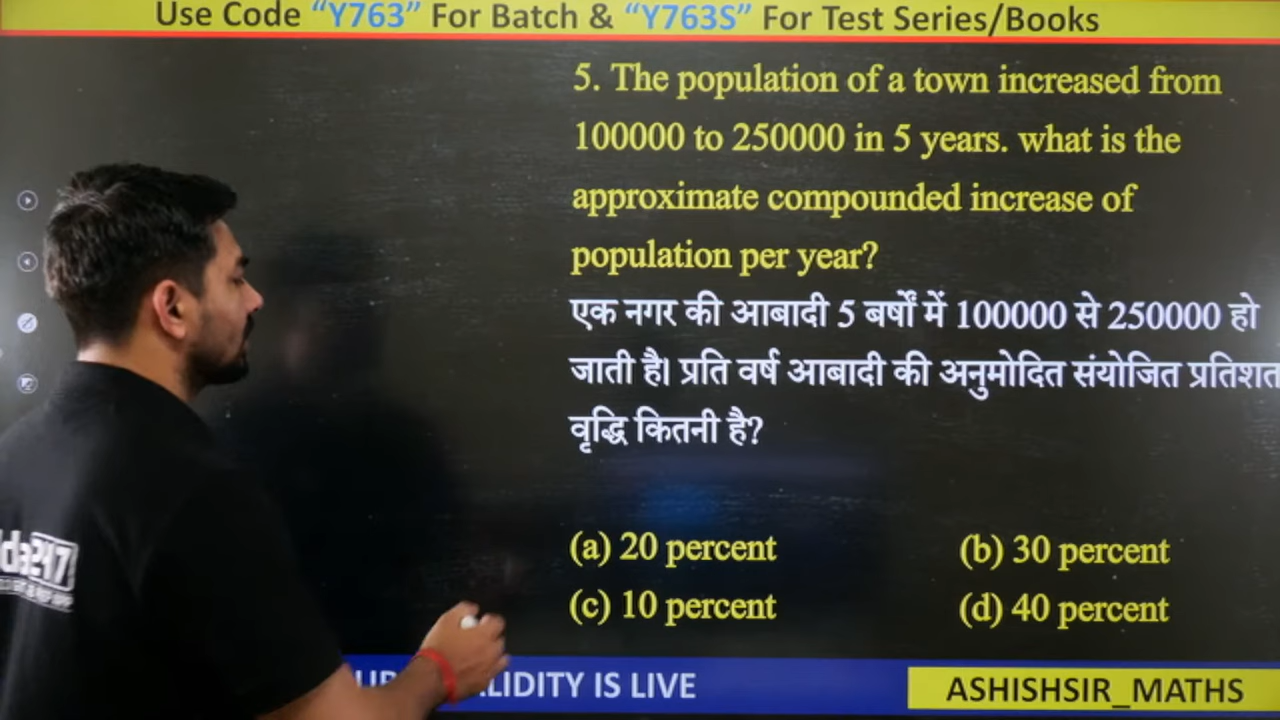 Use Code “Y763” For Batch & “Y763S” For Test Series/Books
5. The population of a town increased from
100000 to 250000 in 5 years. what is the
approximate compounded increase of
population per year?
एक नगर की आबादी 5 बर्षों में 100000 से 250000 हो
जाती है। प्रति वर्ष आबादी की अनुमोदित संयोजित प्रतिशत
वृद्धि कितनी है?
(a) 20 percent
(b) 30 percent
(c) 10 percent
(d) 40 percent
IS LIVE
ASHISHSIR_MATHS